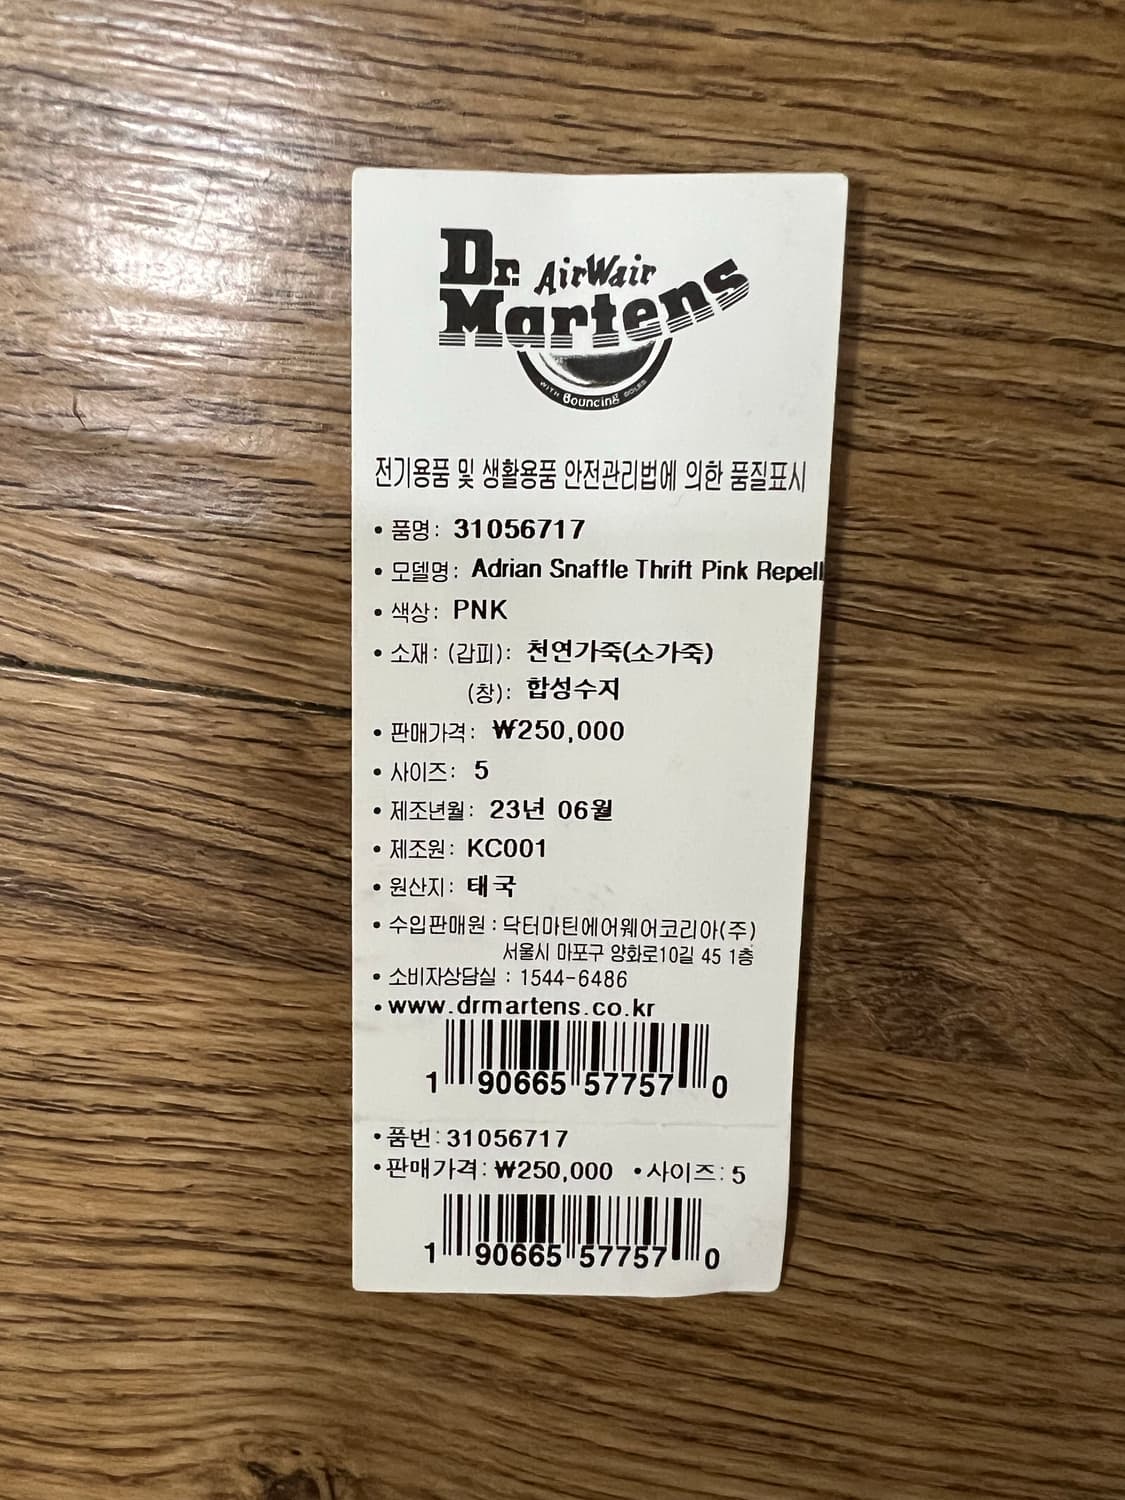 Dr. AirWair
Martens
WITH Bouncing SOLES
전기용품 및 생활용품 안전관리법에 의한 품질표시
• 품명: 31056717
• 모델명: Adrian Snaffle Thrift Pink Repell
• 색상: PNK
• 소재: (갑피): 천연가죽(소가죽)
(창): 합성수지
• 판매가격: ₩250,000
• 사이즈: 5
• 제조년월: 23년 06월
• 제조원: KC001
• 원산지: 태국
• 수입판매원 : 닥터마틴에어웨어코리아(주)
서울시 마포구 양화로10길 45 1층
• 소비자상담실 : 1544-6486
• www.drmartens.co.kr
1 90665 57757 0
• 품번: 31056717
• 판매가격: ₩250,000 • 사이즈: 5
1 90665 57757 0